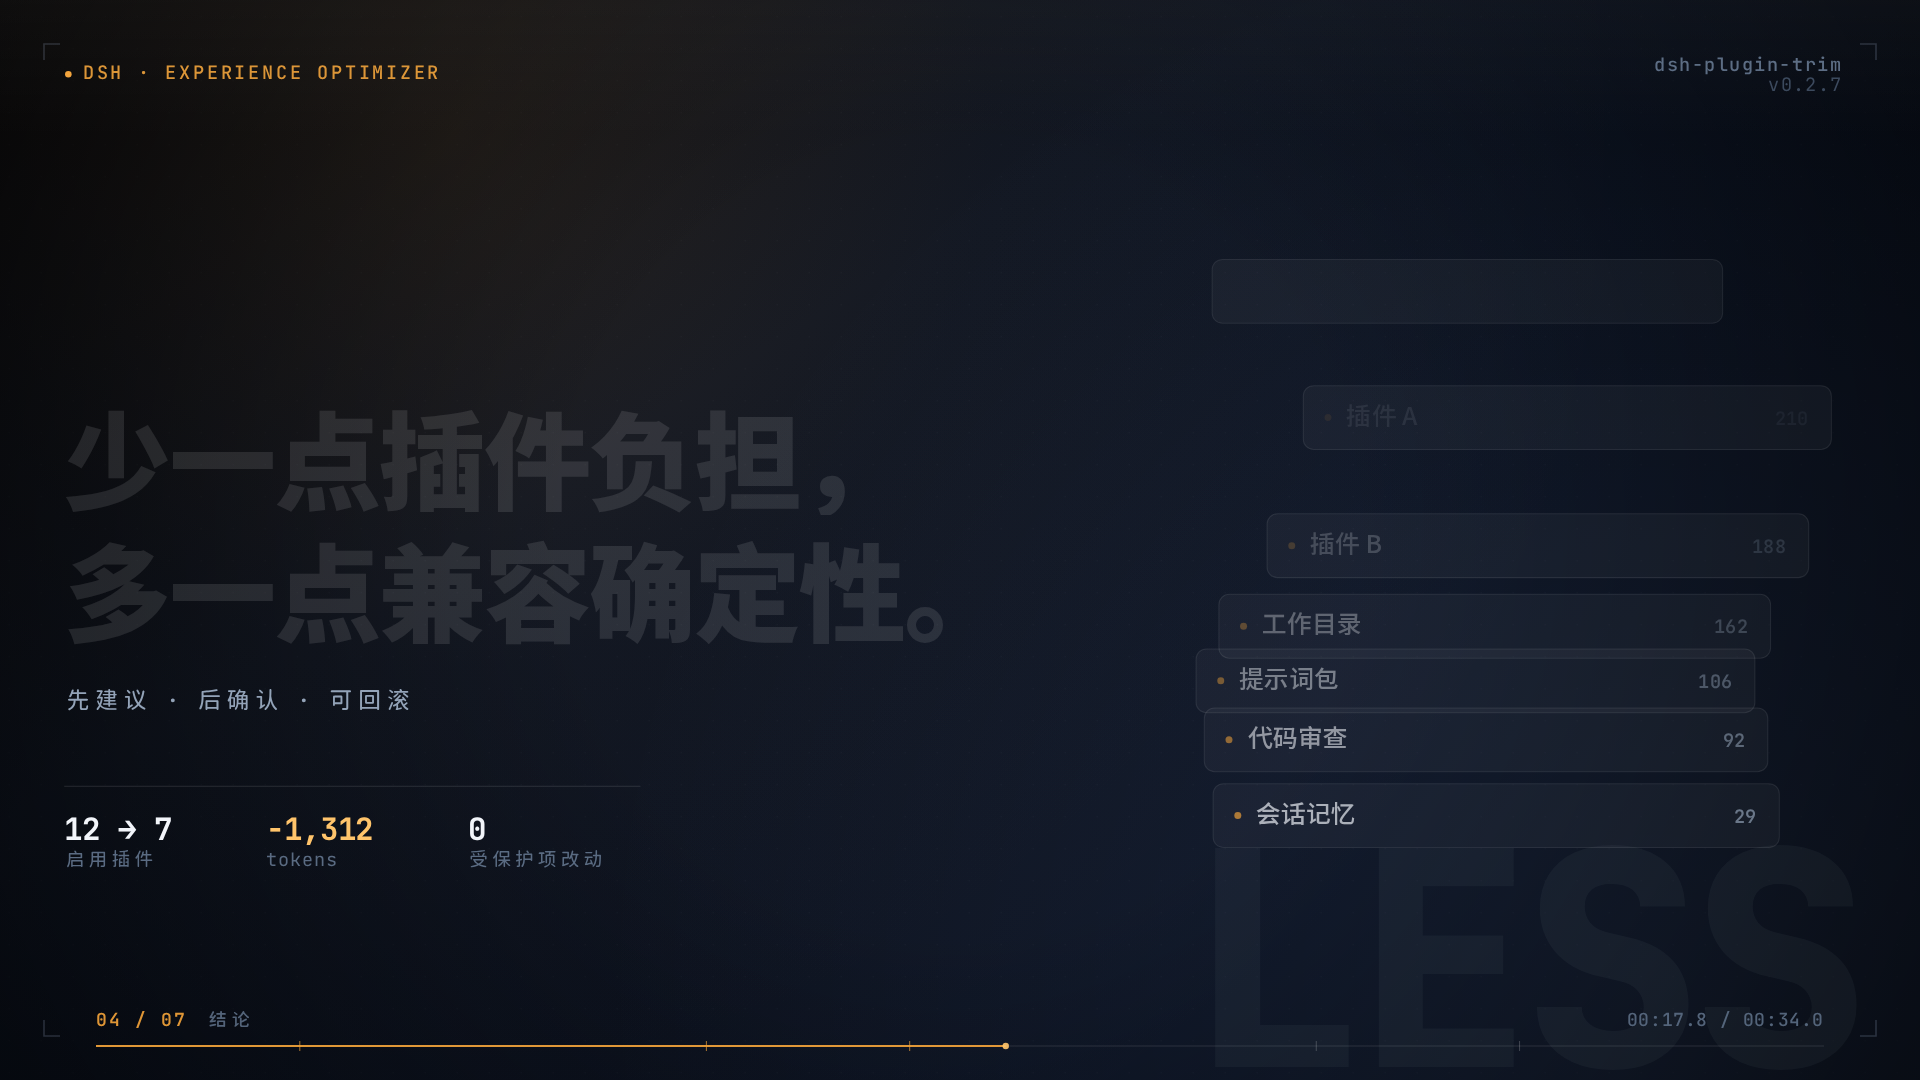 DSH · EXPERIENCE OPTIMIZER
dsh-plugin-trim
v0.2.7
少一点插件负担，
多一点兼容确定性。
先建议 · 后确认 · 可回滚
12 → 7
启用插件
-1,312
tokens
0
受保护项改动
插件 A 210
插件 B 188
工作目录 162
提示词包 106
代码审查 92
会话记忆 29
LESS
04 / 07 结论
00:17.8 / 00:34.0